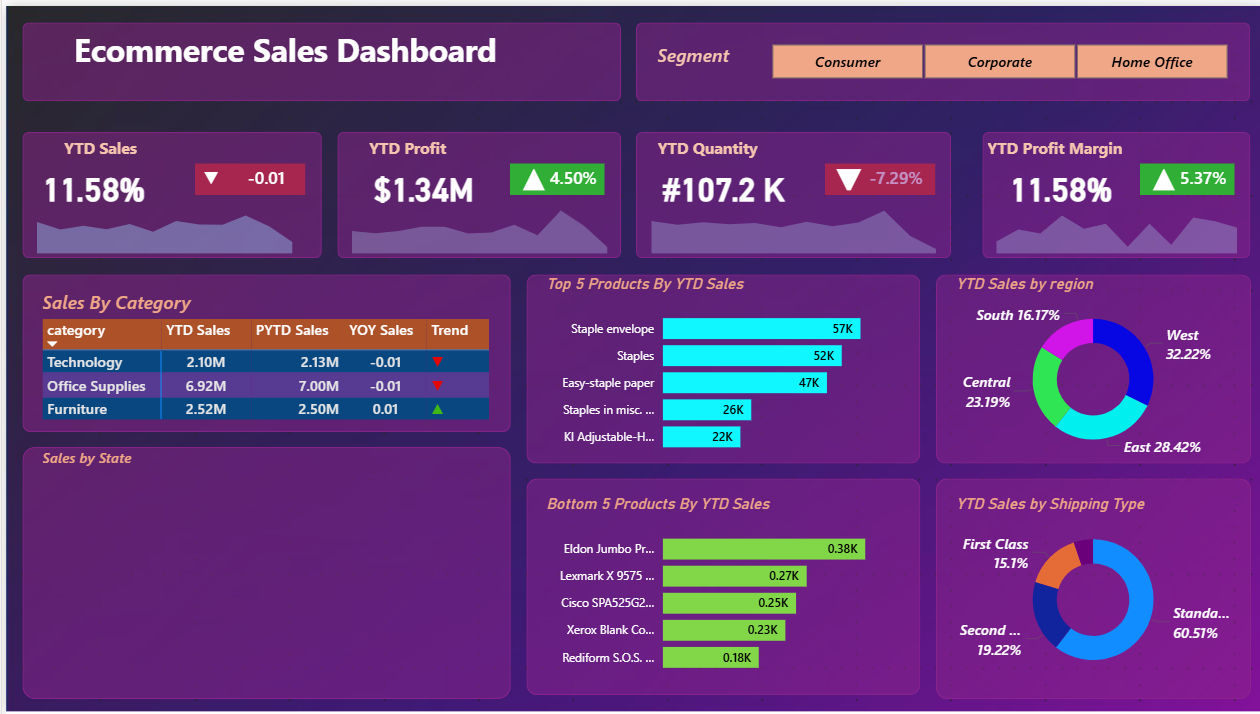 Ecommerce Sales Dashboard
Segment
Consumer Corporate Home Office
YTD Sales
11.58%
-0.01
YTD Profit
$1.34M
4.50%
YTD Quantity
#107.2 K
-7.29%
YTD Profit Margin
11.58%
5.37%
Sales By Category
category YTD Sales PYTD Sales YOY Sales Trend
Technology 2.10M 2.13M -0.01
Office Supplies 6.92M 7.00M -0.01
Furniture 2.52M 2.50M 0.01
Sales by State
Top 5 Products By YTD Sales
Staple envelope 57K
Staples 52K
Easy-staple paper 47K
Staples in misc. ... 26K
KI Adjustable-H... 22K
Bottom 5 Products By YTD Sales
Eldon Jumbo Pr... 0.38K
Lexmark X 9575 ... 0.27K
Cisco SPA525G2... 0.25K
Xerox Blank Co... 0.23K
Rediform S.O.S. ... 0.18K
YTD Sales by region
South 16.17%
West
32.22%
Central
23.19%
East 28.42%
YTD Sales by Shipping Type
First Class
15.1%
Standa...
60.51%
Second ...
19.22%